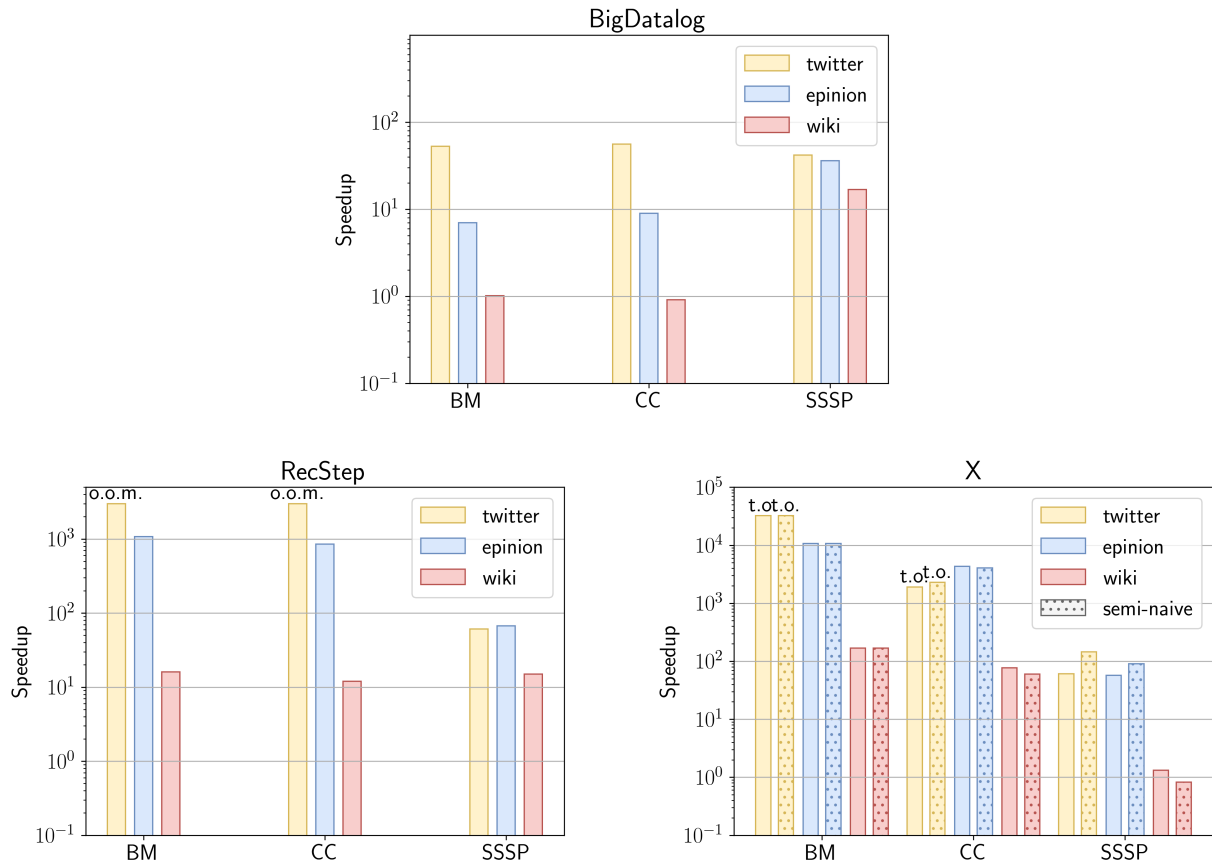 BigDatalog
Speedup
10^2
10^1
10^0
10^-1
twitter
epinion
wiki
BM CC SSSP
RecStep
Speedup
o.o.m. o.o.m.
10^3
10^2
10^1
10^0
10^-1
twitter
epinion
wiki
BM CC SSSP
X
Speedup
10^5
10^4
10^3
10^2
10^1
10^0
10^-1
t.o. t.o.
t.o. t.o.
twitter
epinion
wiki
semi-naive
BM CC SSSP